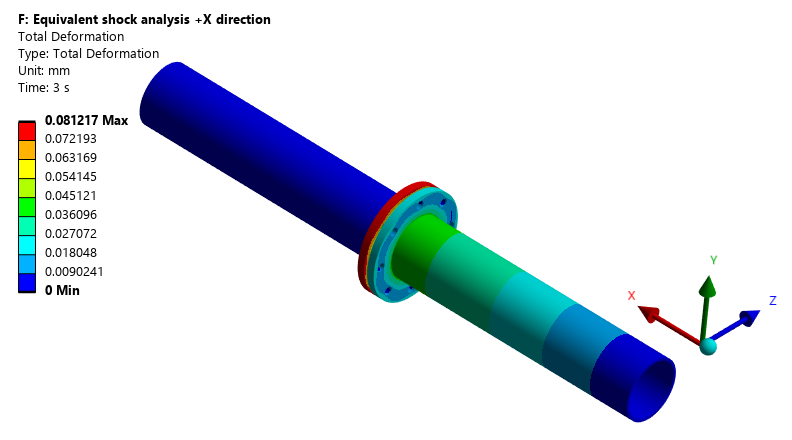 F: Equivalent shock analysis +X direction
Total Deformation
Type: Total Deformation
Unit: mm
Time: 3 s
0.081217 Max
0.072193
0.063169
0.054145
0.045121
0.036096
0.027072
0.018048
0.0090241
0 Min
Y
X
Z